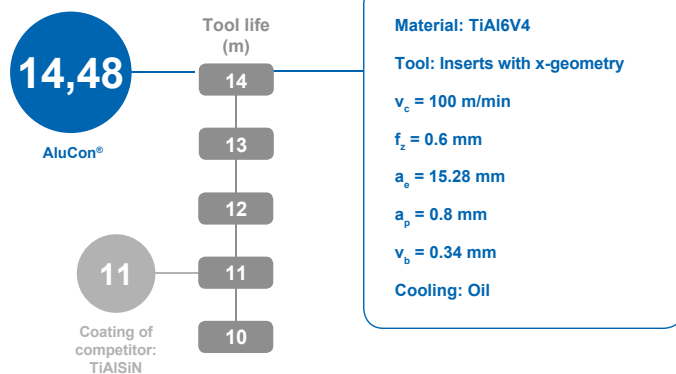 Tool life
(m)
14,48
AluCon®
14
13
12
11
10
11
Coating of
competitor:
TiAlSiN
Material: TiAl6V4
Tool: Inserts with x-geometry
vc = 100 m/min
fz = 0.6 mm
ae = 15.28 mm
ap = 0.8 mm
vb = 0.34 mm
Cooling: Oil